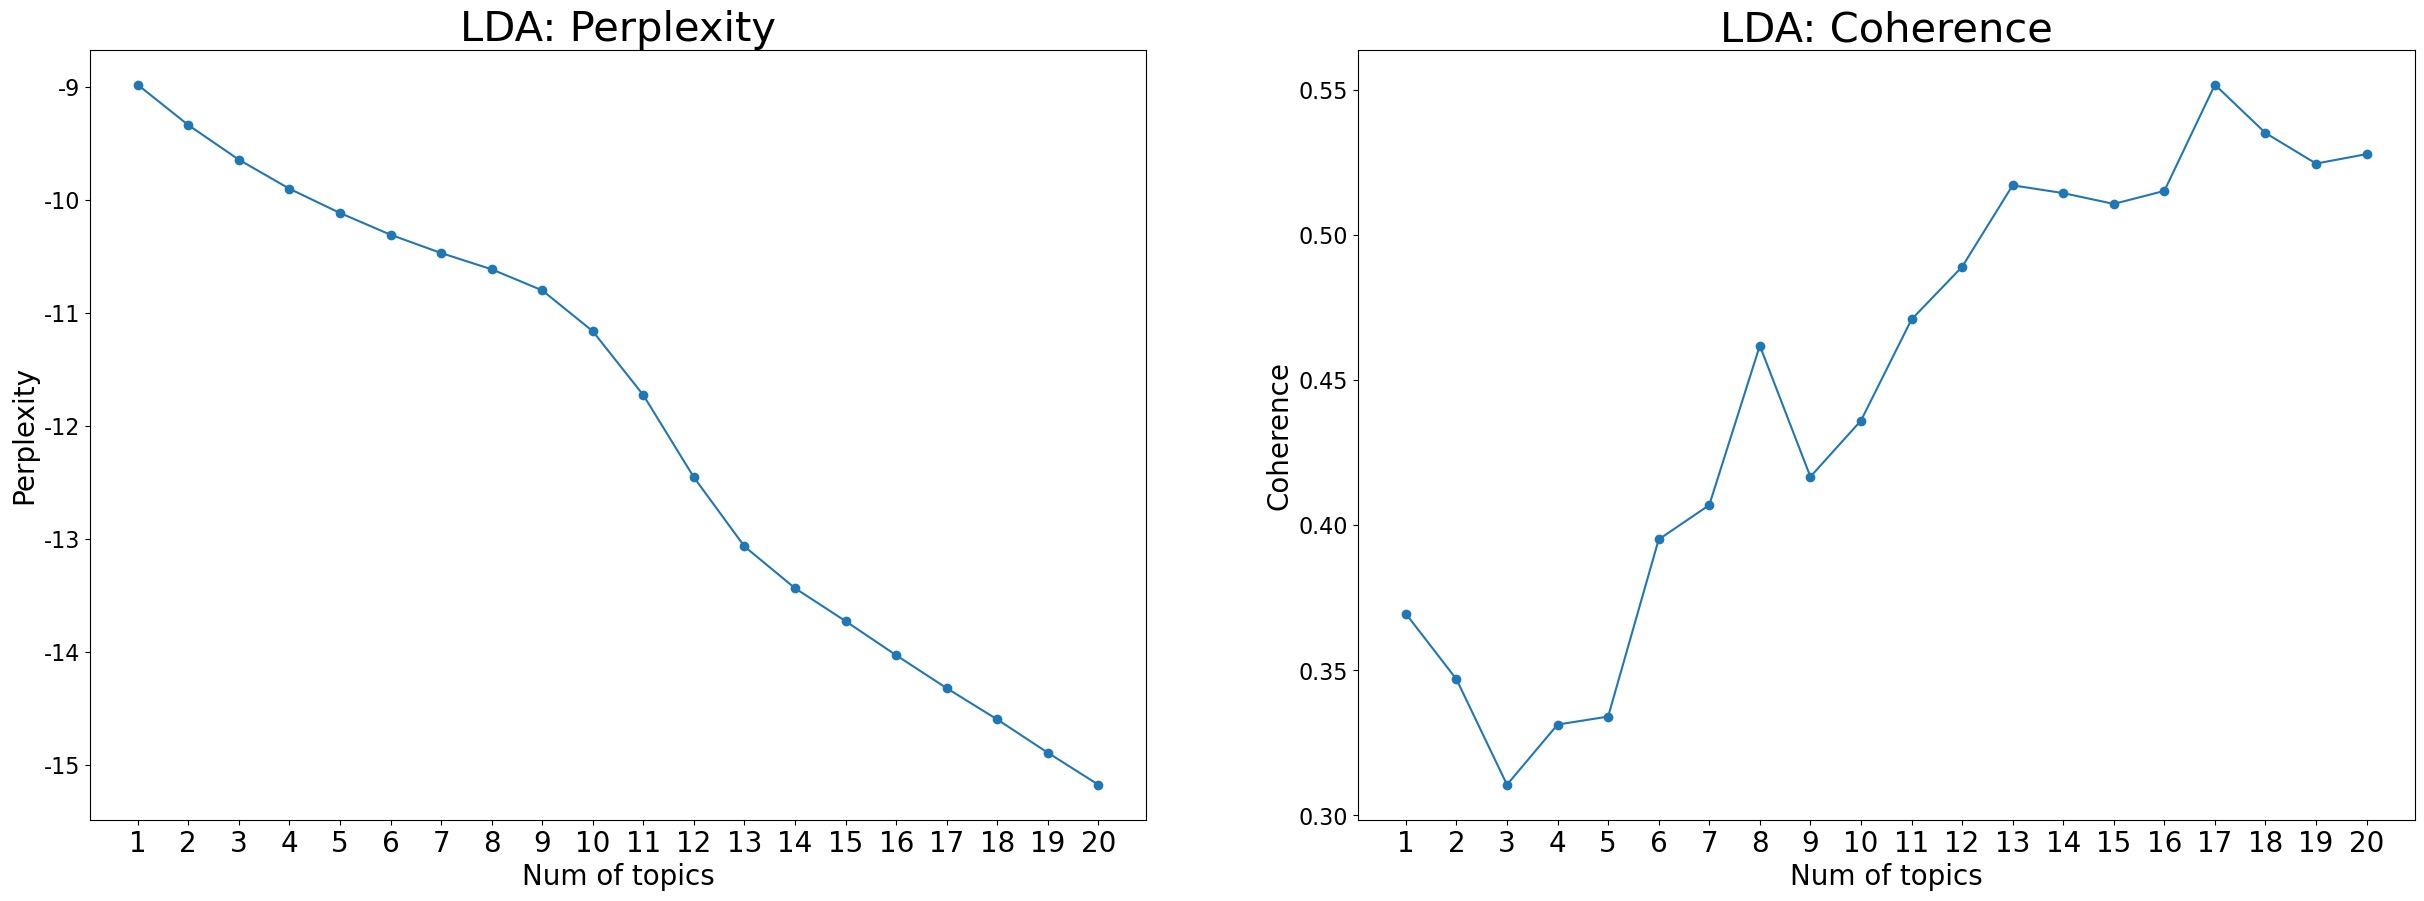 LDA: Perplexity
-9
-10
-11
-12
-13
-14
-15
Perplexity
1 2 3 4 5 6 7 8 9 10 11 12 13 14 15 16 17 18 19 20
Num of topics
LDA: Coherence
0.55
0.50
0.45
0.40
0.35
0.30
Coherence
1 2 3 4 5 6 7 8 9 10 11 12 13 14 15 16 17 18 19 20
Num of topics